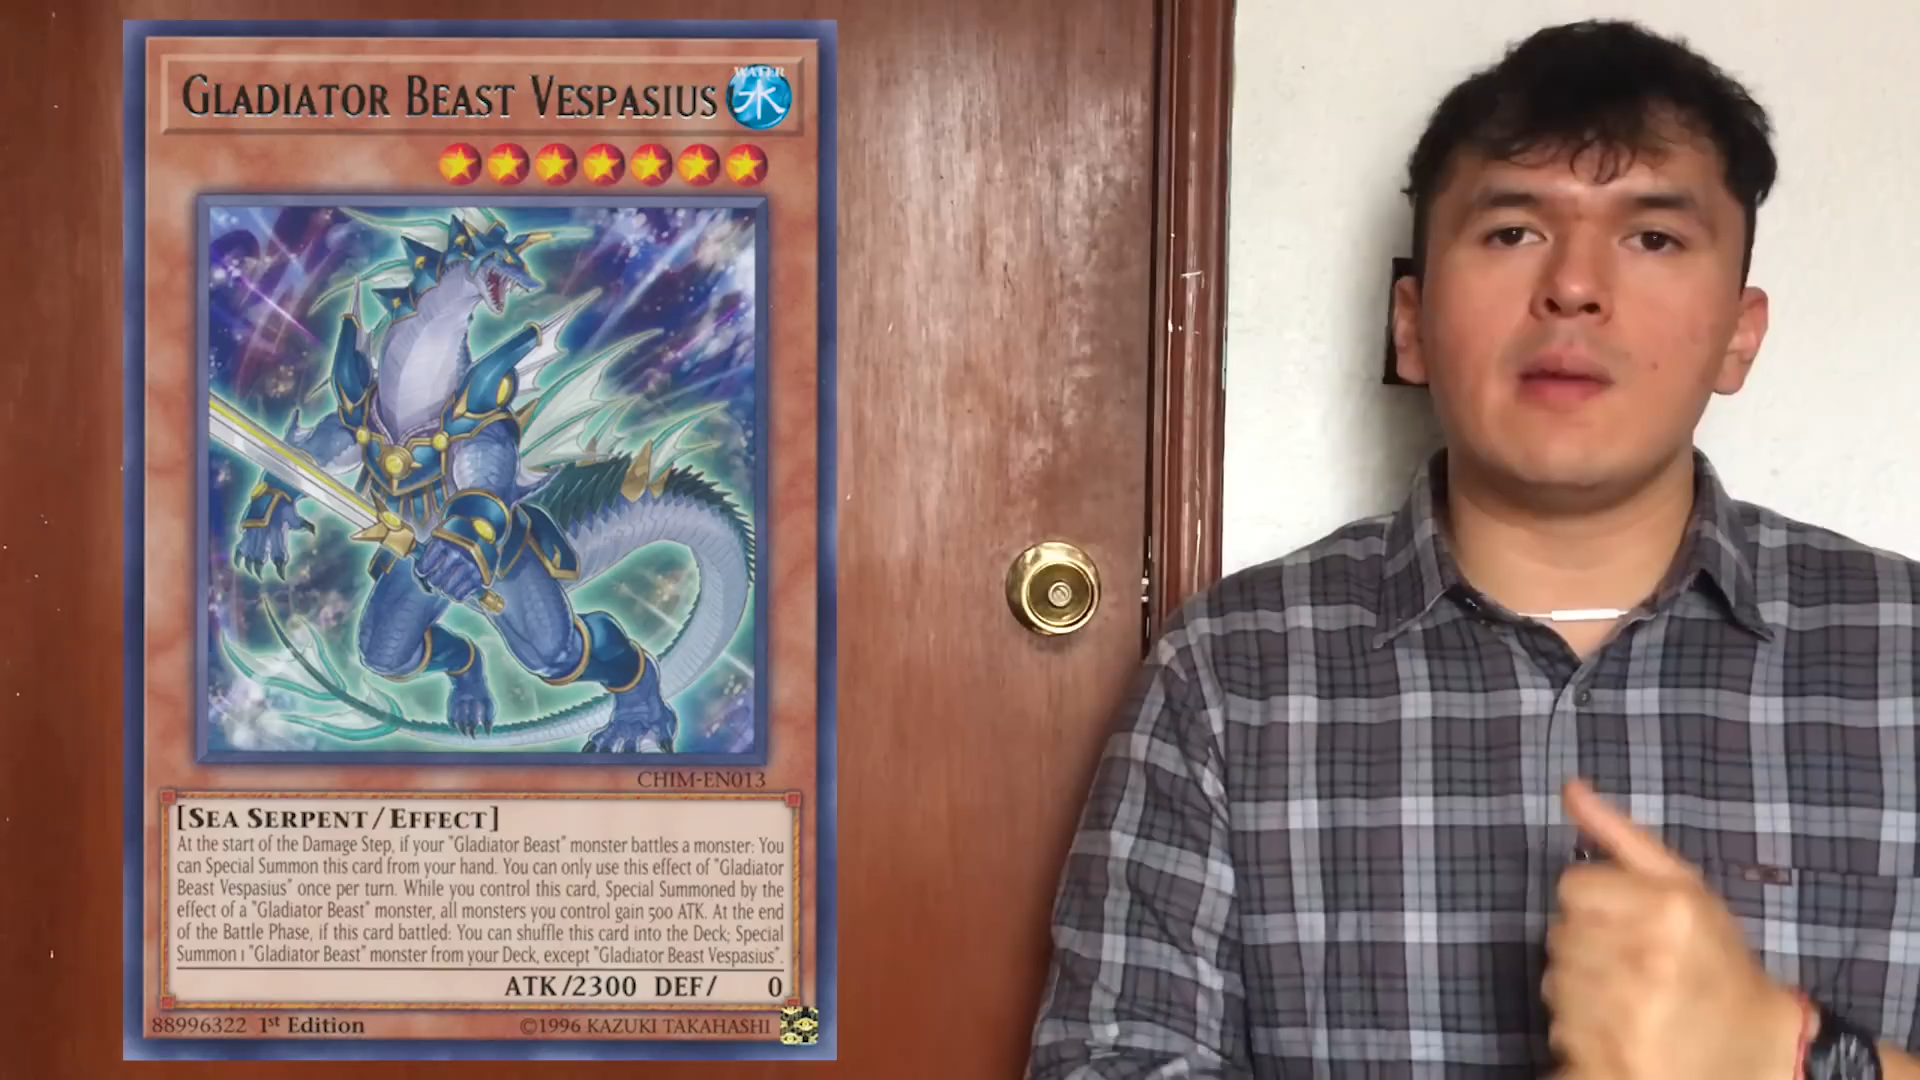 GLADIATOR BEAST VESPASIUS
WATER
水
CHIM-EN013
[SEA SERPENT/EFFECT]
At the start of the Damage Step, if your "Gladiator Beast" monster battles a monster: You
can Special Summon this card from your hand. You can only use this effect of "Gladiator
Beast Vespasius" once per turn. While you control this card, Special Summoned by the
effect of a "Gladiator Beast" monster, all monsters you control gain 500 ATK. At the end
of the Battle Phase, if this card battled: You can shuffle this card into the Deck; Special
Summon 1 "Gladiator Beast" monster from your Deck, except "Gladiator Beast Vespasius".
ATK/2300 DEF/ 0
88996322 1st Edition ©1996 KAZUKI TAKAHASHI